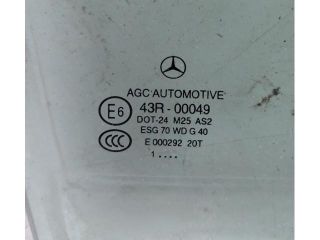 AGC AUTOMOTIVE
E6 43R-00049
DOT-24 M25 AS2
ESG 70 WD G 40
CCC E 000292 20T
1 ....